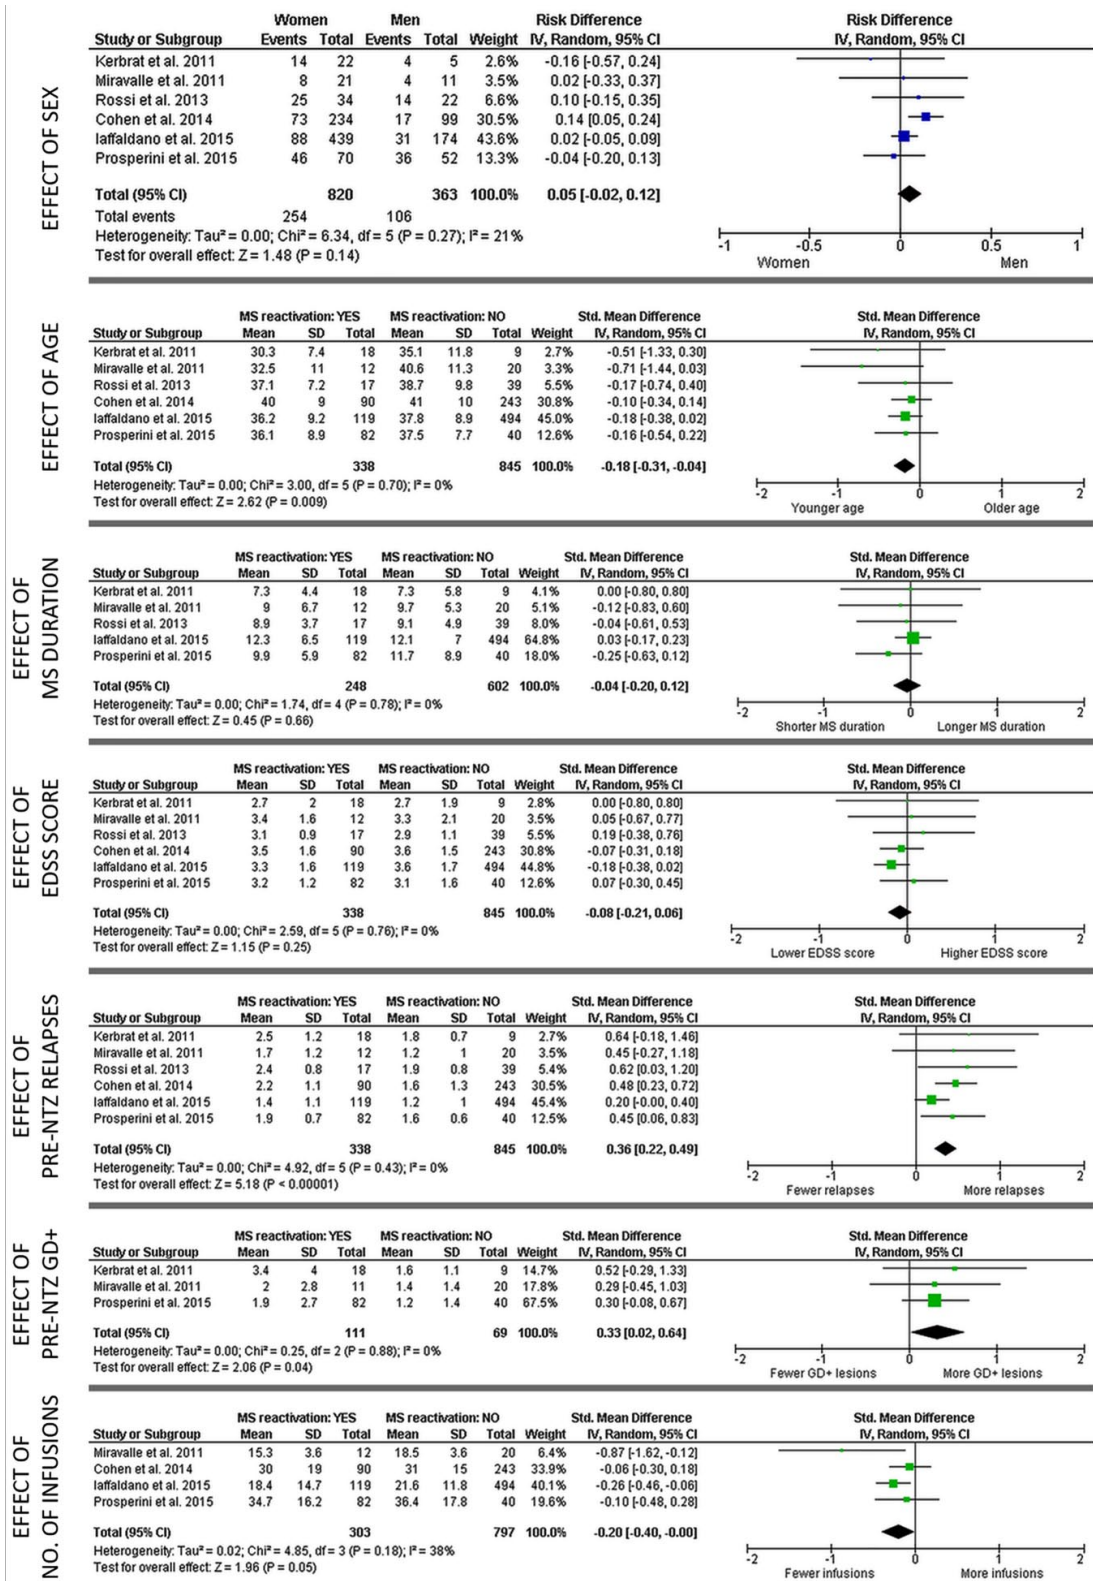 EFFECT OF SEX
Women Men Risk Difference Risk Difference
Study or Subgroup Events Total Events Total Weight IV, Random, 95% CI IV, Random, 95% CI
Kerbrat et al. 2011 14 22 4 5 2.6% -0.16 [-0.57, 0.24]
Miravalle et al. 2011 8 21 4 11 3.5% 0.02 [-0.33, 0.37]
Rossi et al. 2013 25 34 14 22 6.6% 0.10 [-0.15, 0.35]
Cohen et al. 2014 73 234 17 99 30.5% 0.14 [0.05, 0.24]
Iaffaldano et al. 2015 88 439 31 174 43.6% 0.02 [-0.05, 0.09]
Prosperini et al. 2015 46 70 36 52 13.3% -0.04 [-0.20, 0.13]
Total (95% CI) 820 363 100.0% 0.05 [-0.02, 0.12]
Total events 254 106
Heterogeneity: Tau² = 0.00; Chi² = 6.34, df = 5 (P = 0.27); I² = 21%
Test for overall effect: Z = 1.48 (P = 0.14)
-1 -0.5 0 0.5 1
Women Men
EFFECT OF AGE
MS reactivation: YES MS reactivation: NO Std. Mean Difference Std. Mean Difference
Study or Subgroup Mean SD Total Mean SD Total Weight IV, Random, 95% CI IV, Random, 95% CI
Kerbrat et al. 2011 30.3 7.4 18 35.1 11.8 9 2.7% -0.51 [-1.33, 0.30]
Miravalle et al. 2011 32.5 11 12 40.6 11.3 20 3.3% -0.71 [-1.44, 0.03]
Rossi et al. 2013 37.1 7.2 17 38.7 9.8 39 5.5% -0.17 [-0.74, 0.40]
Cohen et al. 2014 40 9 90 41 10 243 30.8% -0.10 [-0.34, 0.14]
Iaffaldano et al. 2015 36.2 9.2 119 37.8 8.9 494 45.0% -0.18 [-0.38, 0.02]
Prosperini et al. 2015 36.1 8.9 82 37.5 7.7 40 12.6% -0.16 [-0.54, 0.22]
Total (95% CI) 338 845 100.0% -0.18 [-0.31, -0.04]
Heterogeneity: Tau² = 0.00; Chi² = 3.00, df = 5 (P = 0.70); I² = 0%
Test for overall effect: Z = 2.62 (P = 0.009)
-2 -1 0 1 2
Younger age Older age
EFFECT OF
MS DURATION
MS reactivation: YES MS reactivation: NO Std. Mean Difference Std. Mean Difference
Study or Subgroup Mean SD Total Mean SD Total Weight IV, Random, 95% CI IV, Random, 95% CI
Kerbrat et al. 2011 7.3 4.4 18 7.3 5.8 9 4.1% 0.00 [-0.80, 0.80]
Miravalle et al. 2011 9 6.7 12 9.7 5.3 20 5.1% -0.12 [-0.83, 0.60]
Rossi et al. 2013 8.9 3.7 17 9.1 4.9 39 8.0% -0.04 [-0.61, 0.53]
Iaffaldano et al. 2015 12.3 6.5 119 12.1 7 494 64.8% 0.03 [-0.17, 0.23]
Prosperini et al. 2015 9.9 5.9 82 11.7 8.9 40 18.0% -0.25 [-0.63, 0.12]
Total (95% CI) 248 602 100.0% -0.04 [-0.20, 0.12]
Heterogeneity: Tau² = 0.00; Chi² = 1.74, df = 4 (P = 0.78); I² = 0%
Test for overall effect: Z = 0.45 (P = 0.66)
-2 -1 0 1 2
Shorter MS duration Longer MS duration
EFFECT OF
EDSS SCORE
MS reactivation: YES MS reactivation: NO Std. Mean Difference Std. Mean Difference
Study or Subgroup Mean SD Total Mean SD Total Weight IV, Random, 95% CI IV, Random, 95% CI
Kerbrat et al. 2011 2.7 2 18 2.7 1.9 9 2.8% 0.00 [-0.80, 0.80]
Miravalle et al. 2011 3.4 1.6 12 3.3 2.1 20 3.5% 0.05 [-0.67, 0.77]
Rossi et al. 2013 3.1 0.9 17 2.9 1.1 39 5.5% 0.19 [-0.38, 0.76]
Cohen et al. 2014 3.5 1.6 90 3.6 1.5 243 30.8% -0.07 [-0.31, 0.18]
Iaffaldano et al. 2015 3.3 1.6 119 3.6 1.7 494 44.8% -0.18 [-0.38, 0.02]
Prosperini et al. 2015 3.2 1.2 82 3.1 1.6 40 12.6% 0.07 [-0.30, 0.45]
Total (95% CI) 338 845 100.0% -0.08 [-0.21, 0.06]
Heterogeneity: Tau² = 0.00; Chi² = 2.59, df = 5 (P = 0.76); I² = 0%
Test for overall effect: Z = 1.15 (P = 0.25)
-2 -1 0 1 2
Lower EDSS score Higher EDSS score
EFFECT OF
PRE-NTZ RELAPSES
MS reactivation: YES MS reactivation: NO Std. Mean Difference Std. Mean Difference
Study or Subgroup Mean SD Total Mean SD Total Weight IV, Random, 95% CI IV, Random, 95% CI
Kerbrat et al. 2011 2.5 1.2 18 1.8 0.7 9 2.7% 0.64 [-0.18, 1.46]
Miravalle et al. 2011 1.7 1.2 12 1.2 1 20 3.5% 0.45 [-0.27, 1.18]
Rossi et al. 2013 2.4 0.8 17 1.9 0.8 39 5.4% 0.62 [0.03, 1.20]
Cohen et al. 2014 2.2 1.1 90 1.6 1.3 243 30.5% 0.48 [0.23, 0.72]
Iaffaldano et al. 2015 1.4 1.1 119 1.2 1 494 45.4% 0.20 [-0.00, 0.40]
Prosperini et al. 2015 1.9 0.7 82 1.6 0.6 40 12.5% 0.45 [0.06, 0.83]
Total (95% CI) 338 845 100.0% 0.36 [0.22, 0.49]
Heterogeneity: Tau² = 0.00; Chi² = 4.92, df = 5 (P = 0.43); I² = 0%
Test for overall effect: Z = 5.18 (P < 0.00001)
-2 -1 0 1 2
Fewer relapses More relapses
EFFECT OF
PRE-NTZ GD+
MS reactivation: YES MS reactivation: NO Std. Mean Difference Std. Mean Difference
Study or Subgroup Mean SD Total Mean SD Total Weight IV, Random, 95% CI IV, Random, 95% CI
Kerbrat et al. 2011 3.4 4 18 1.6 1.1 9 14.7% 0.52 [-0.29, 1.33]
Miravalle et al. 2011 2 2.8 11 1.4 1.4 20 17.8% 0.29 [-0.45, 1.03]
Prosperini et al. 2015 1.9 2.7 82 1.2 1.4 40 67.5% 0.30 [-0.08, 0.67]
Total (95% CI) 111 69 100.0% 0.33 [0.02, 0.64]
Heterogeneity: Tau² = 0.00; Chi² = 0.25, df = 2 (P = 0.88); I² = 0%
Test for overall effect: Z = 2.06 (P = 0.04)
-2 -1 0 1 2
Fewer GD+ lesions More GD+ lesions
EFFECT OF
NO. OF INFUSIONS
MS reactivation: YES MS reactivation: NO Std. Mean Difference Std. Mean Difference
Study or Subgroup Mean SD Total Mean SD Total Weight IV, Random, 95% CI IV, Random, 95% CI
Miravalle et al. 2011 15.3 3.6 12 18.5 3.6 20 6.4% -0.87 [-1.62, -0.12]
Cohen et al. 2014 30 19 90 31 15 243 33.9% -0.06 [-0.30, 0.18]
Iaffaldano et al. 2015 18.4 14.7 119 21.6 11.8 494 40.1% -0.26 [-0.46, -0.06]
Prosperini et al. 2015 34.7 16.2 82 36.4 17.8 40 19.6% -0.10 [-0.48, 0.28]
Total (95% CI) 303 797 100.0% -0.20 [-0.40, -0.00]
Heterogeneity: Tau² = 0.02; Chi² = 4.85, df = 3 (P = 0.18); I² = 38%
Test for overall effect: Z = 1.96 (P = 0.05)
-2 -1 0 1 2
Fewer infusions More infusions